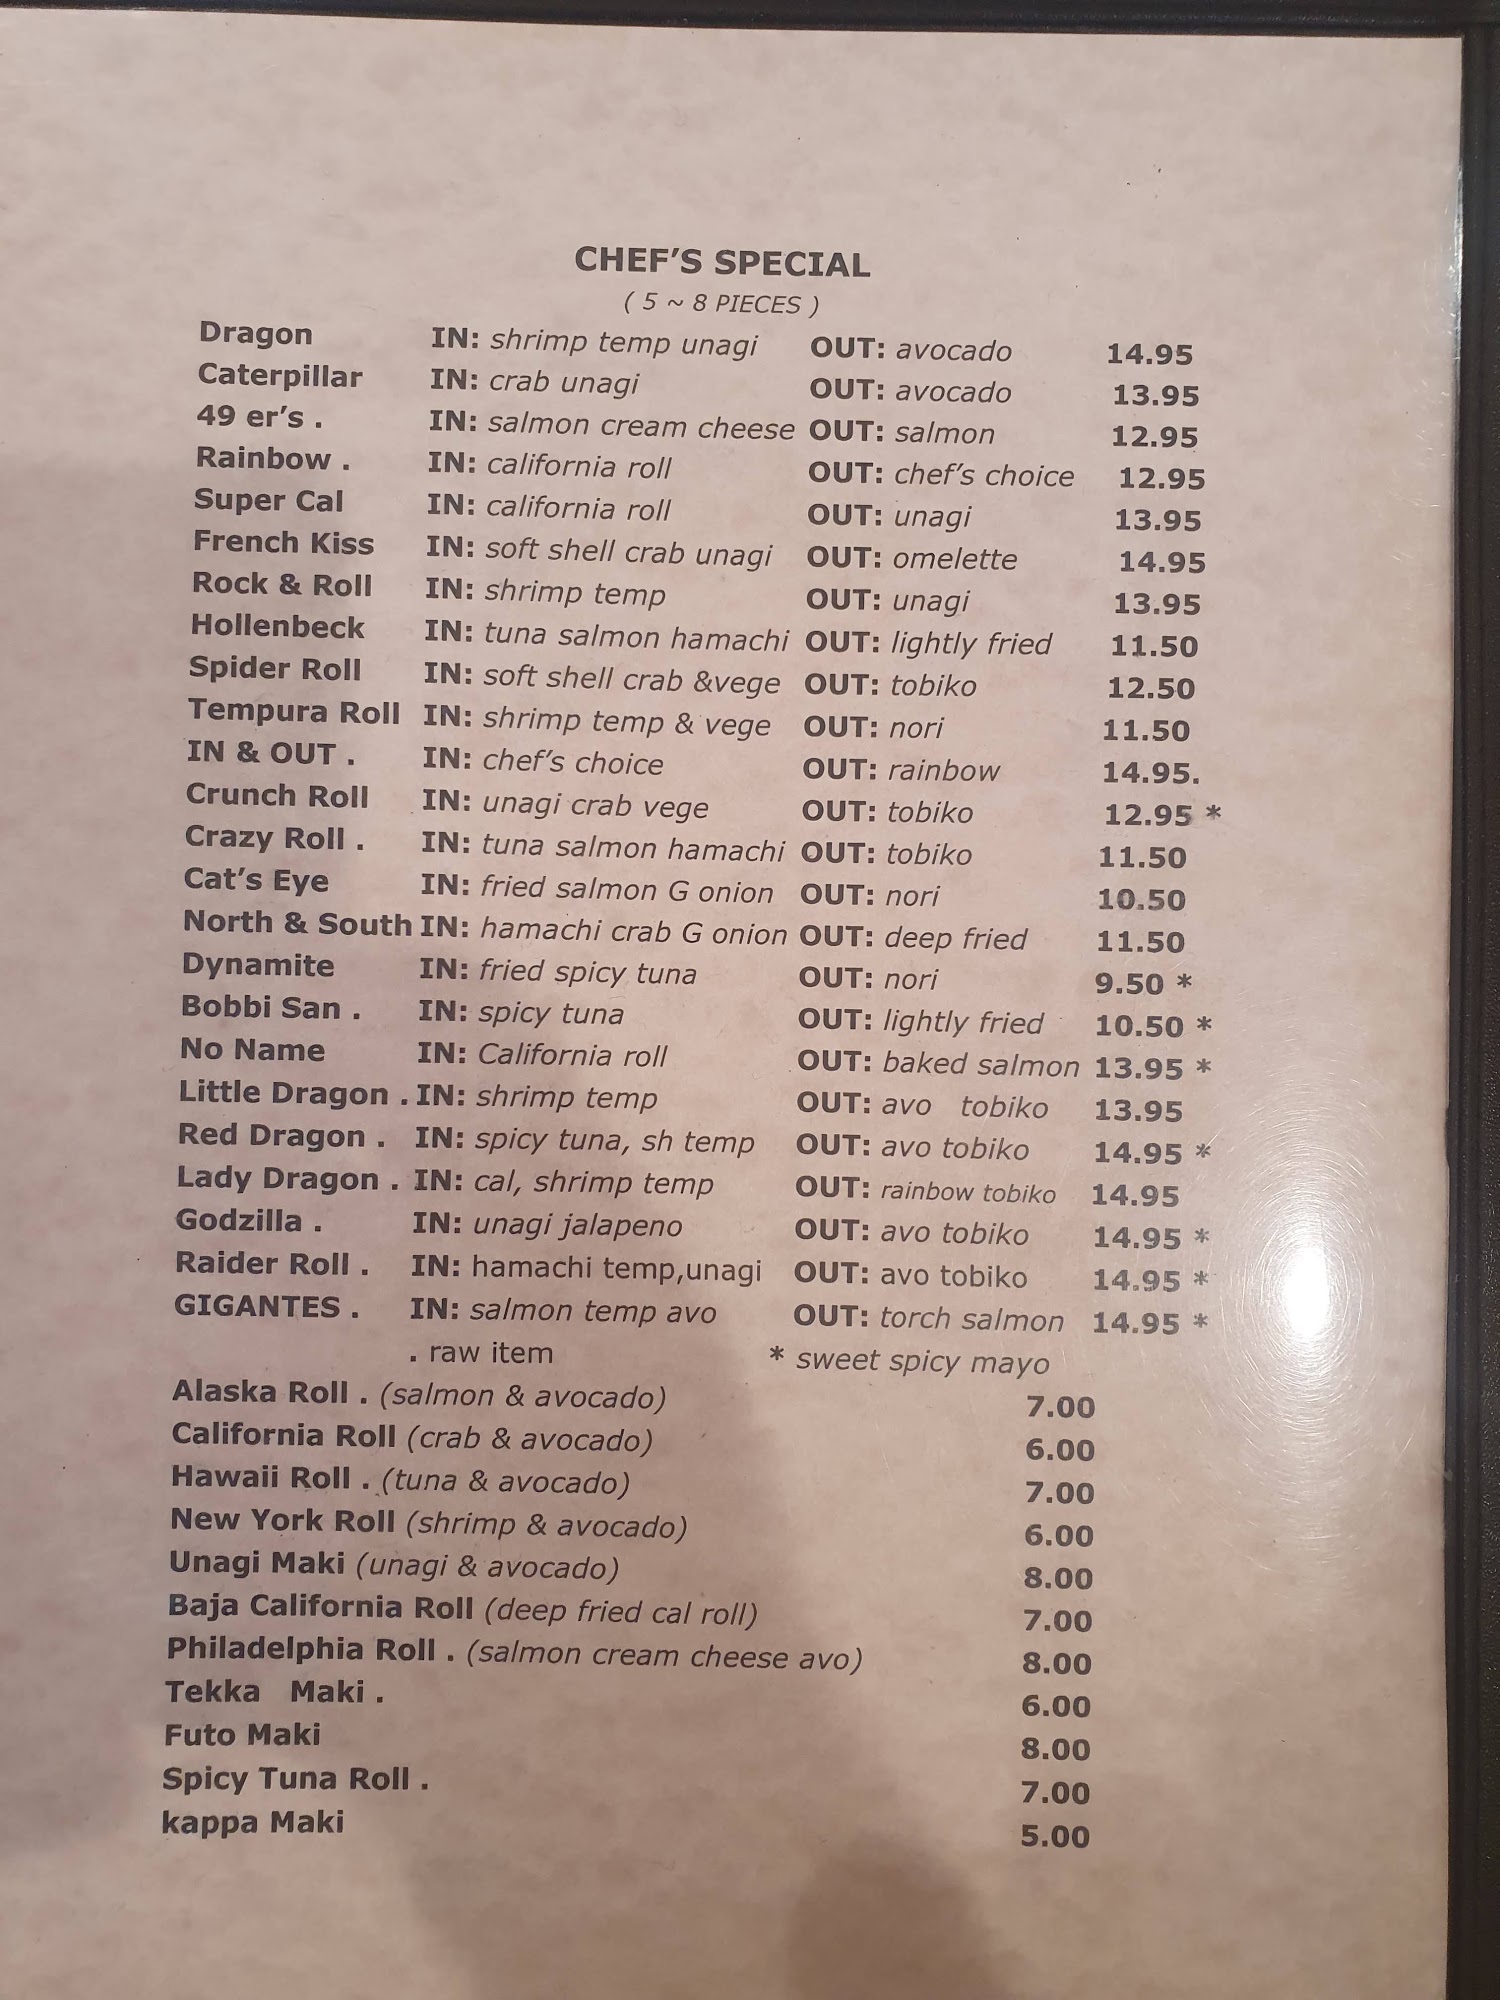 CHEF'S SPECIAL
( 5 ~ 8 PIECES )
Dragon IN: shrimp temp unagi OUT: avocado 14.95
Caterpillar IN: crab unagi OUT: avocado 13.95
49 er's . IN: salmon cream cheese OUT: salmon 12.95
Rainbow . IN: california roll OUT: chef's choice 12.95
Super Cal IN: california roll OUT: unagi 13.95
French Kiss IN: soft shell crab unagi OUT: omelette 14.95
Rock & Roll IN: shrimp temp OUT: unagi 13.95
Hollenbeck IN: tuna salmon hamachi OUT: lightly fried 11.50
Spider Roll IN: soft shell crab &vege OUT: tobiko 12.50
Tempura Roll IN: shrimp temp & vege OUT: nori 11.50
IN & OUT . IN: chef's choice OUT: rainbow 14.95.
Crunch Roll IN: unagi crab vege OUT: tobiko 12.95 *
Crazy Roll . IN: tuna salmon hamachi OUT: tobiko 11.50
Cat's Eye IN: fried salmon G onion OUT: nori 10.50
North & South IN: hamachi crab G onion OUT: deep fried 11.50
Dynamite IN: fried spicy tuna OUT: nori 9.50 *
Bobbi San . IN: spicy tuna OUT: lightly fried 10.50 *
No Name IN: California roll OUT: baked salmon 13.95 *
Little Dragon . IN: shrimp temp OUT: avo tobiko 13.95
Red Dragon . IN: spicy tuna, sh temp OUT: avo tobiko 14.95 *
Lady Dragon . IN: cal, shrimp temp OUT: rainbow tobiko 14.95
Godzilla . IN: unagi jalapeno OUT: avo tobiko 14.95 *
Raider Roll . IN: hamachi temp,unagi OUT: avo tobiko 14.95 *
GIGANTES . IN: salmon temp avo OUT: torch salmon 14.95 *
. raw item * sweet spicy mayo
Alaska Roll . (salmon & avocado) 7.00
California Roll (crab & avocado) 6.00
Hawaii Roll . (tuna & avocado) 7.00
New York Roll (shrimp & avocado) 6.00
Unagi Maki (unagi & avocado) 8.00
Baja California Roll (deep fried cal roll) 7.00
Philadelphia Roll . (salmon cream cheese avo) 8.00
Tekka Maki . 6.00
Futo Maki 8.00
Spicy Tuna Roll . 7.00
kappa Maki 5.00